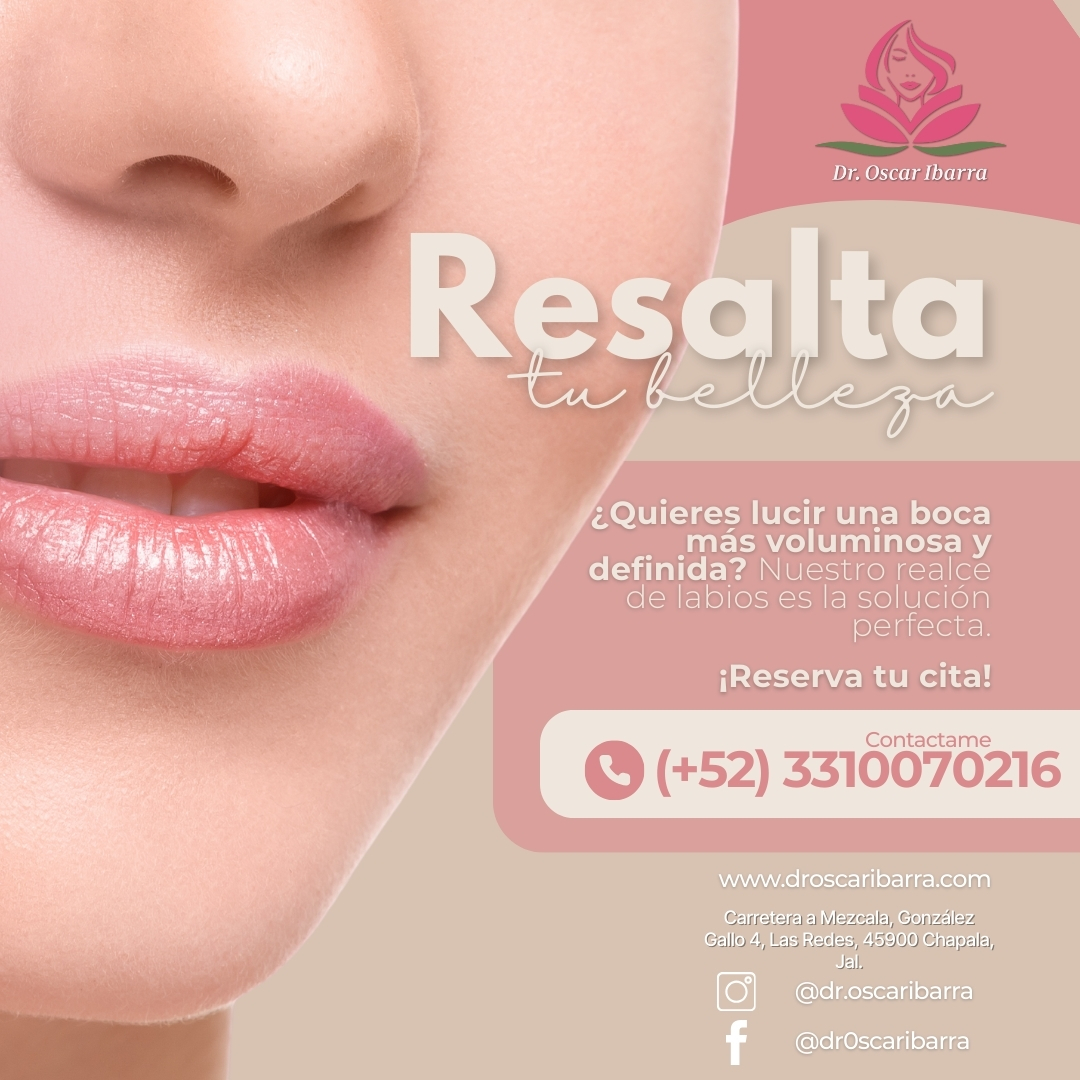 Dr. Oscar Ibarra
Resalta
tu belleza
¿Quieres lucir una boca
más voluminosa y
definida? Nuestro realce
de labios es la solución
perfecta.
¡Reserva tu cita!
Contactame
(+52) 3310070216
www.droscaribarra.com
Carretera a Mezcala, González
Gallo 4, Las Redes, 45900 Chapala,
Jal.
@dr.oscaribarra
@dr0scaribarra